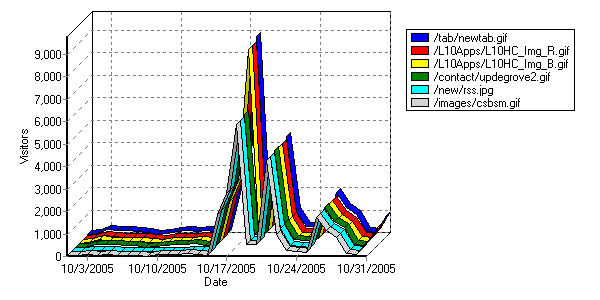 9,000
8,000
7,000
6,000
5,000
4,000
3,000
2,000
1,000
0
Visitors
10/3/2005 10/10/2005 10/17/2005 10/24/2005 10/31/2005
Date
/tab/newtab.gif
/L10Apps/L10HC_Img_R.gif
/L10Apps/L10HC_Img_B.gif
/contact/updegrove2.gif
/new/rss.jpg
/images/csbsm.gif